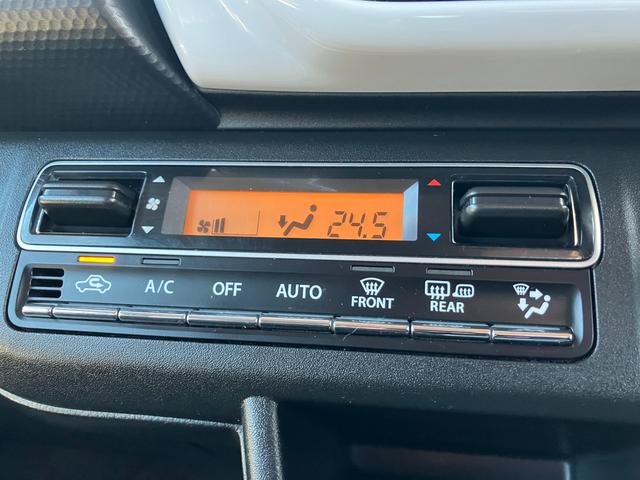 24.5
A/C OFF AUTO FRONT REAR